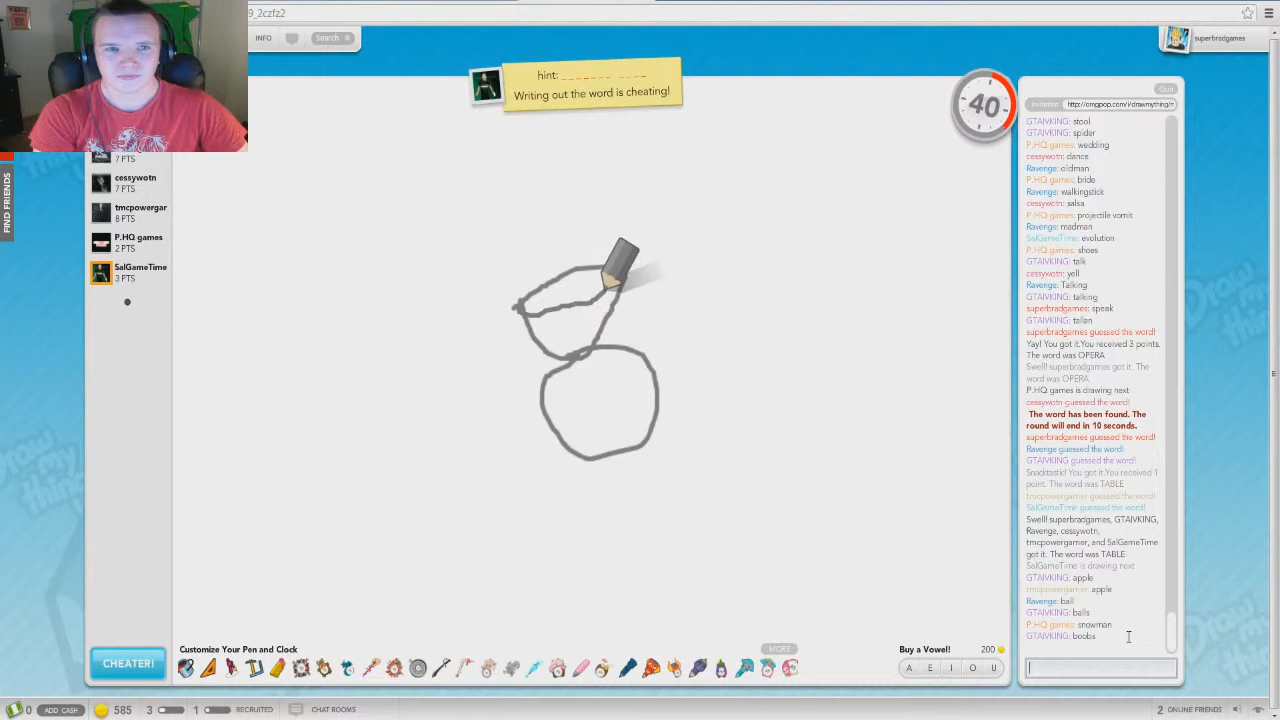 9_2czfz2
INFO
Search
superbradgames
hint: _ _ _ _ _ _ _  _ _ _ _
Writing out the word is cheating!
40
Quit
Invitation
http://omgpop.com/i/drawmything/n
FIND FRIENDS
7 PTS
cessywotn
7 PTS
tmcpowergar
8 PTS
P.HQ games
2 PTS
SalGameTime
3 PTS
GTAIVKING: stool
GTAIVKING: spider
P.HQ games: wedding
cessywotn: dance
Ravenge: oldman
P.HQ games: bride
Ravenge: walkingstick
cessywotn: salsa
P.HQ games: projectile vomit
Ravenge: madman
SalGameTime: evolution
P.HQ games: shoes
GTAIVKING: talk
cessywotn: yell
Ravenge: Talking
GTAIVKING: talking
superbradgames: speak
GTAIVKING: tallan
superbradgames guessed the word!
Yay! You got it.You received 3 points.
The word was OPERA
Swell! superbradgames got it. The
word was OPERA
P.HQ games is drawing next
cessywotn guessed the word!
The word has been found. The
round will end in 10 seconds.
superbradgames guessed the word!
Ravenge guessed the word!
GTAIVKING guessed the word!
Snacktastic! You got it.You received 1
point. The word was TABLE
tmcpowergamer guessed the word!
SalGameTime guessed the word!
Swell! superbradgames, GTAIVKING,
Ravenge, cessywotn,
tmcpowergamer, and SalGameTime
got it. The word was TABLE
SalGameTime is drawing next
GTAIVKING: apple
tmcpowergamer: apple
Ravenge: ball
GTAIVKING: balls
P.HQ games: snowman
GTAIVKING: boobs
CHEATER!
Customize Your Pen and Clock
MORE
Buy a Vowel!
200
A E I O U
0
ADD CASH
585
3
1
RECRUITED
CHAT ROOMS
2 ONLINE FRIENDS